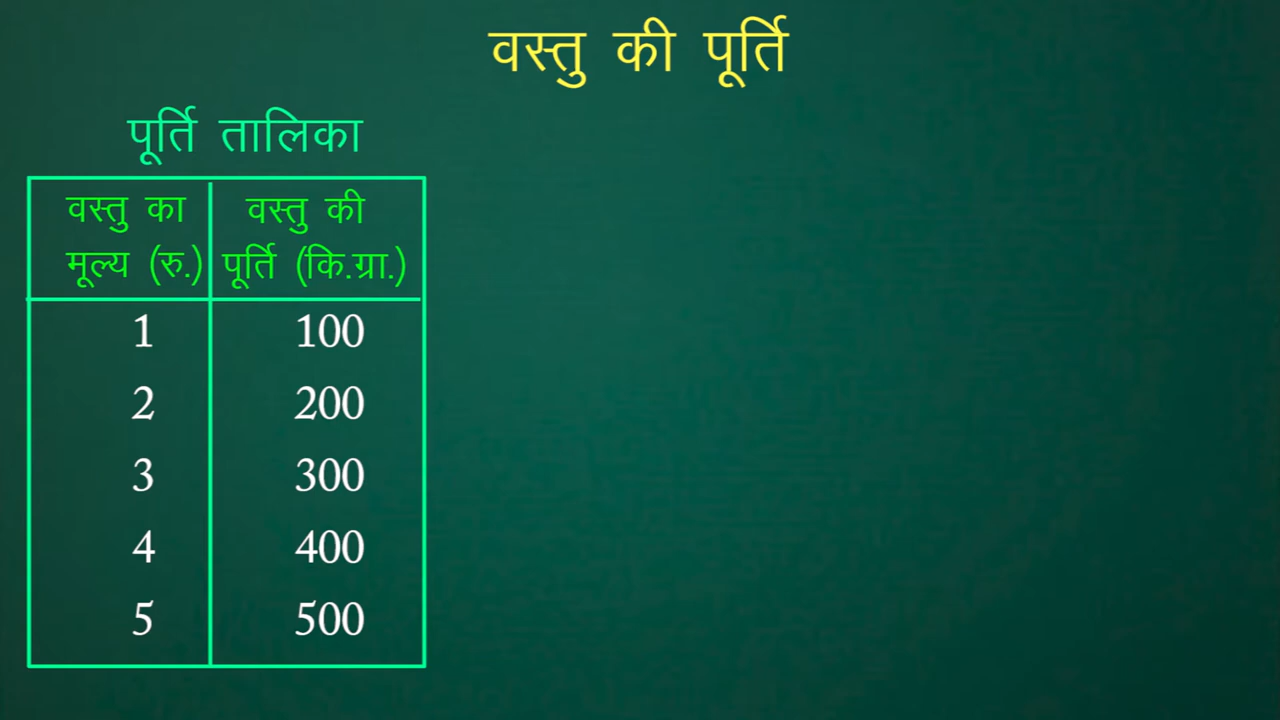 वस्तु की पूर्ति
पूर्ति तालिका
वस्तु का वस्तु की
मूल्य (रु.) पूर्ति (कि.ग्रा.)
1 100
2 200
3 300
4 400
5 500